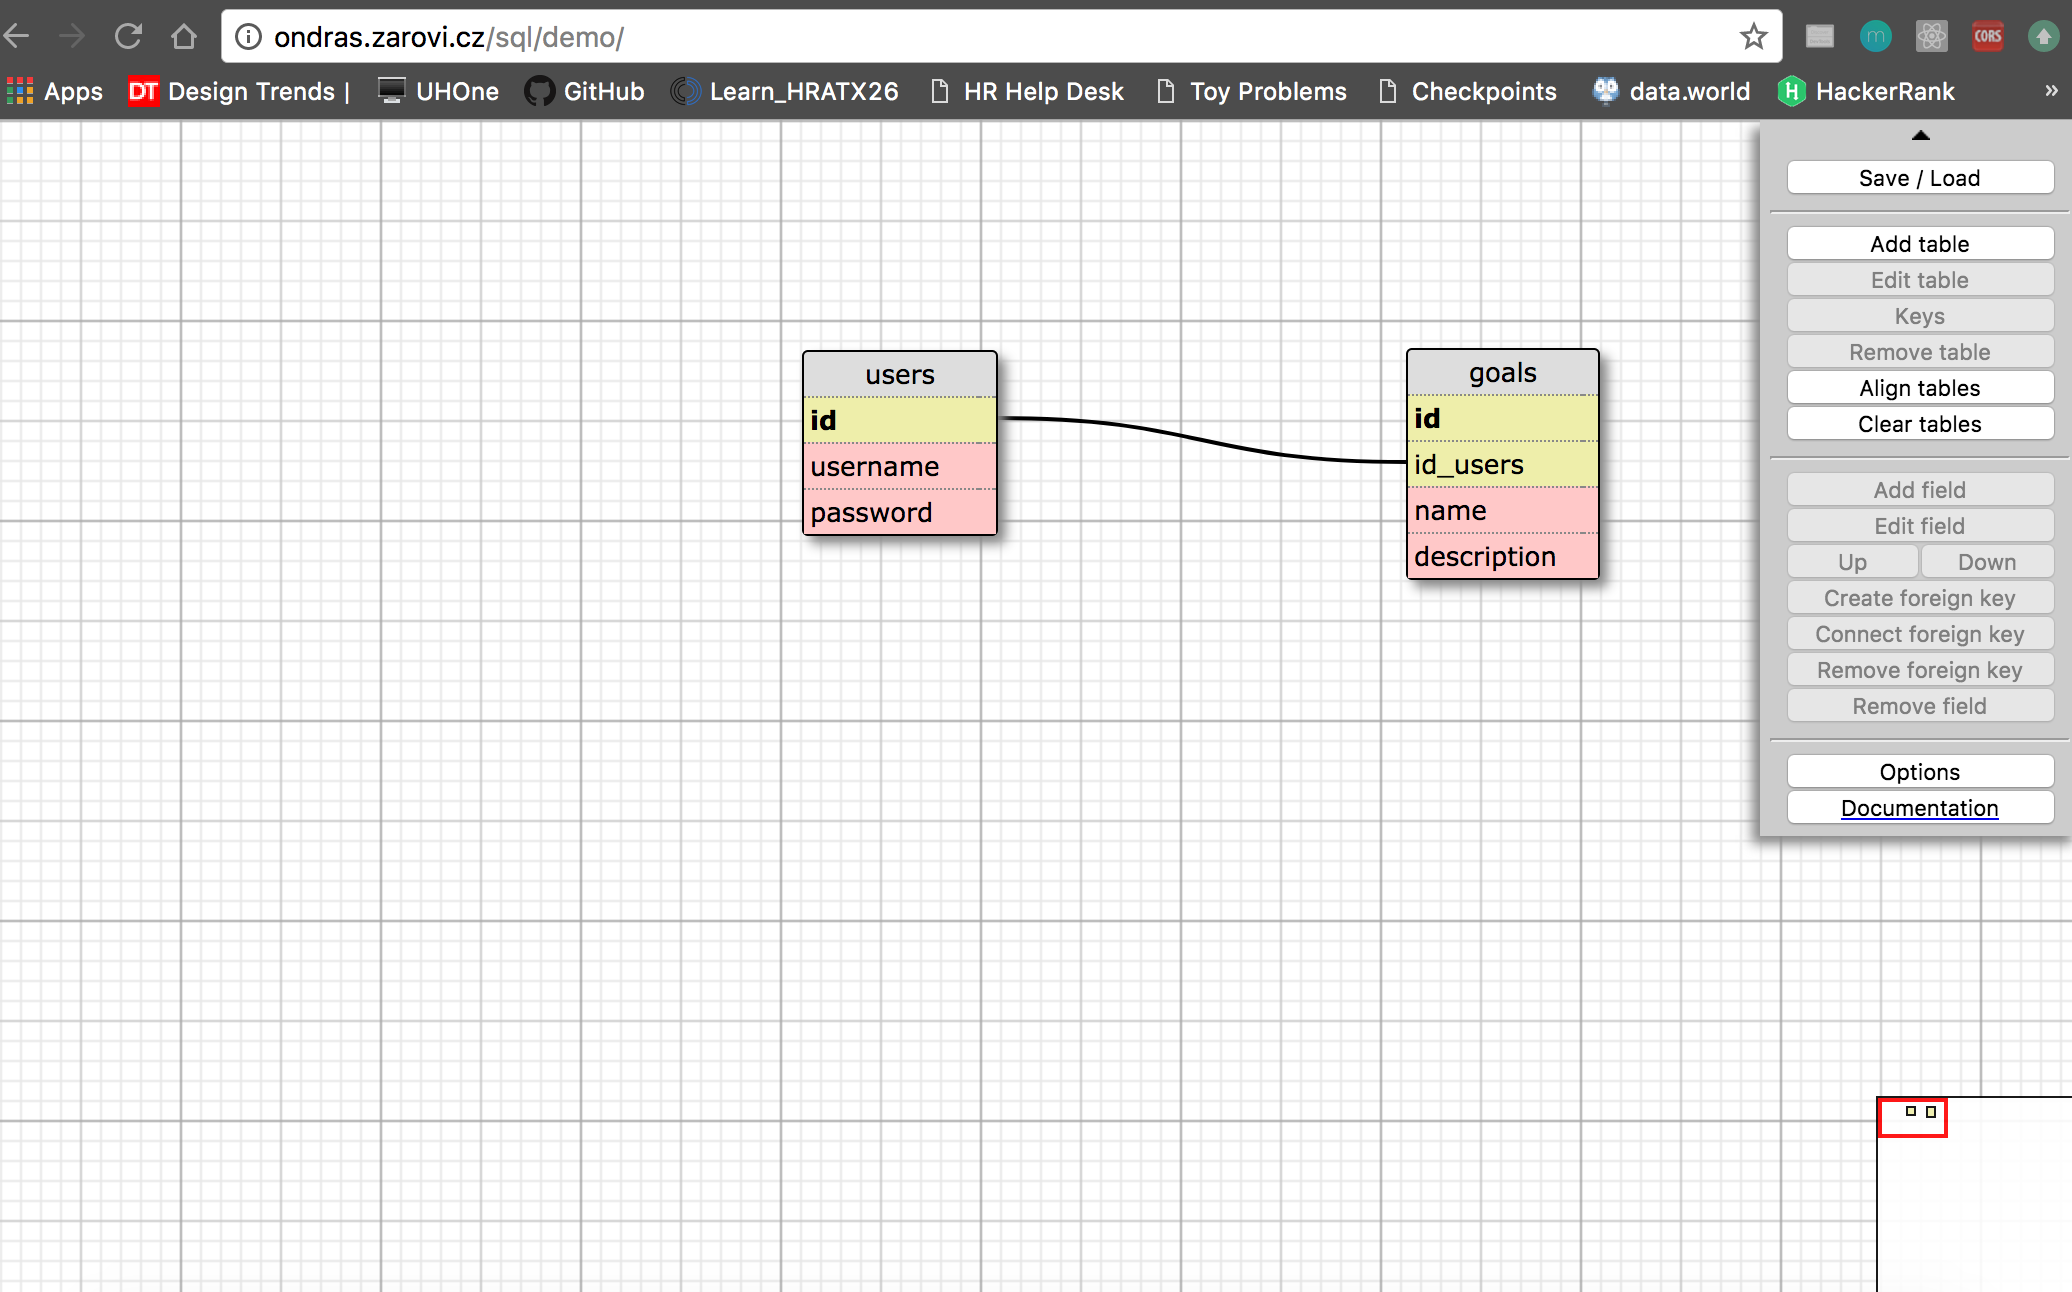 ondras.zarovi.cz/sql/demo/
m
CORS
Apps DT Design Trends | UHOne GitHub Learn_HRATX26 HR Help Desk Toy Problems Checkpoints data.world H HackerRank »
Save / Load
Add table
Edit table
Keys
Remove table
Align tables
Clear tables
Add field
Edit field
Up Down
Create foreign key
Connect foreign key
Remove foreign key
Remove field
Options
Documentation
users
id
username
password
goals
id
id_users
name
description